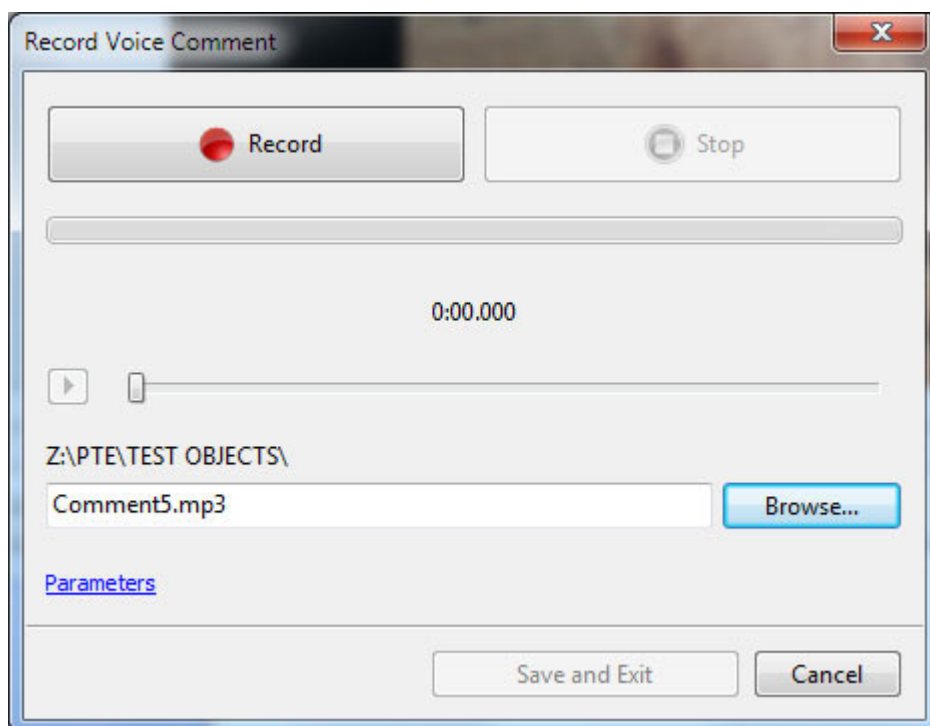 Record Voice Comment
Record
Stop
0:00.000
Z:\PTE\TEST OBJECTS\
Comment5.mp3
Browse...
Parameters
Save and Exit
Cancel